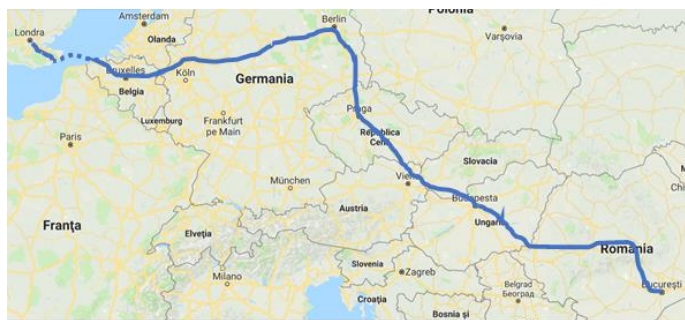 Polonia
Londra
Amsterdam
Berlin
Olanda
Varșovia
Bruxelles
Köln
Germania
Belgia
Luxemburg
Frankfurt
pe Main
Praga
Republica
Cehă
Paris
Slovacia
München
Viena
Budapesta
Austria
Ungaria
Franța
Elveția
România
Slovenia
Zagreb
București
Milano
Belgrad
Београд
Croația
Bosnia și